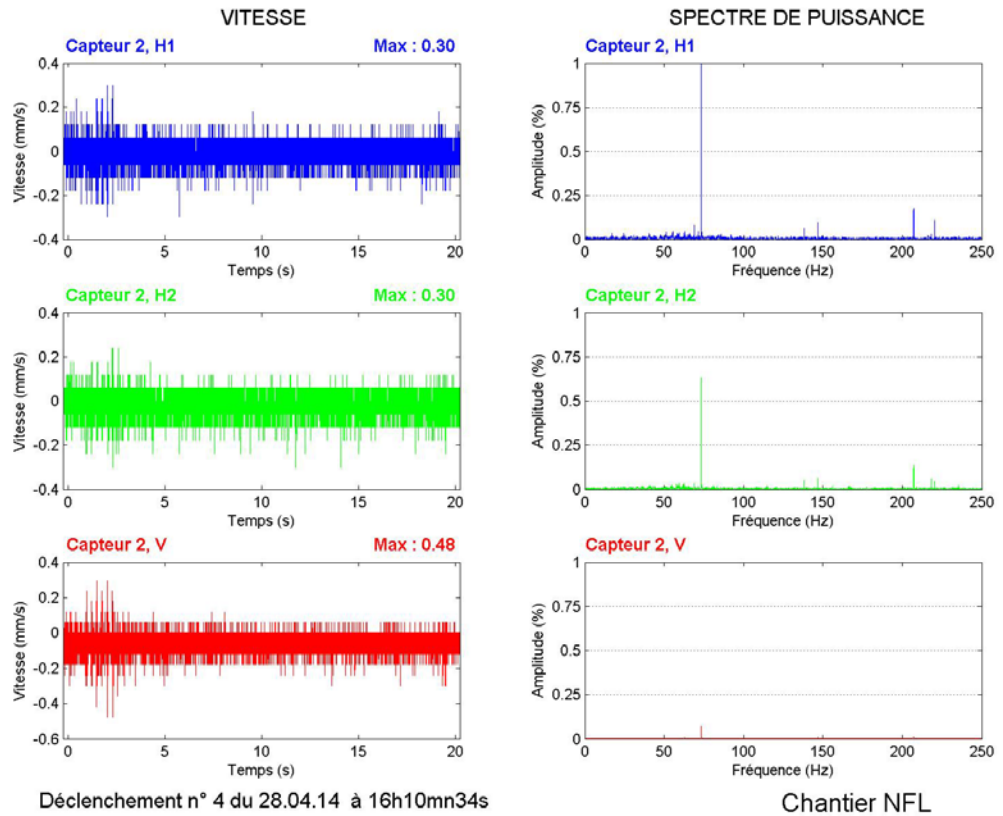 VITESSE
Capteur 2, H1 Max : 0.30
Vitesse (mm/s)
0.4
0.2
0
-0.2
-0.4
0 5 10 15 20
Temps (s)
Capteur 2, H2 Max : 0.30
Vitesse (mm/s)
0.4
0.2
0
-0.2
-0.4
0 5 10 15 20
Temps (s)
Capteur 2, V Max : 0.48
Vitesse (mm/s)
0.4
0.2
0
-0.2
-0.4
-0.6
0 5 10 15 20
Temps (s)
SPECTRE DE PUISSANCE
Capteur 2, H1
Amplitude (%)
1
0.75
0.5
0.25
0
0 50 100 150 200 250
Fréquence (Hz)
Capteur 2, H2
Amplitude (%)
1
0.75
0.5
0.25
0
0 50 100 150 200 250
Fréquence (Hz)
Capteur 2, V
Amplitude (%)
1
0.75
0.5
0.25
0
0 50 100 150 200 250
Fréquence (Hz)
Déclenchement n° 4 du 28.04.14 à 16h10mn34s
Chantier NFL